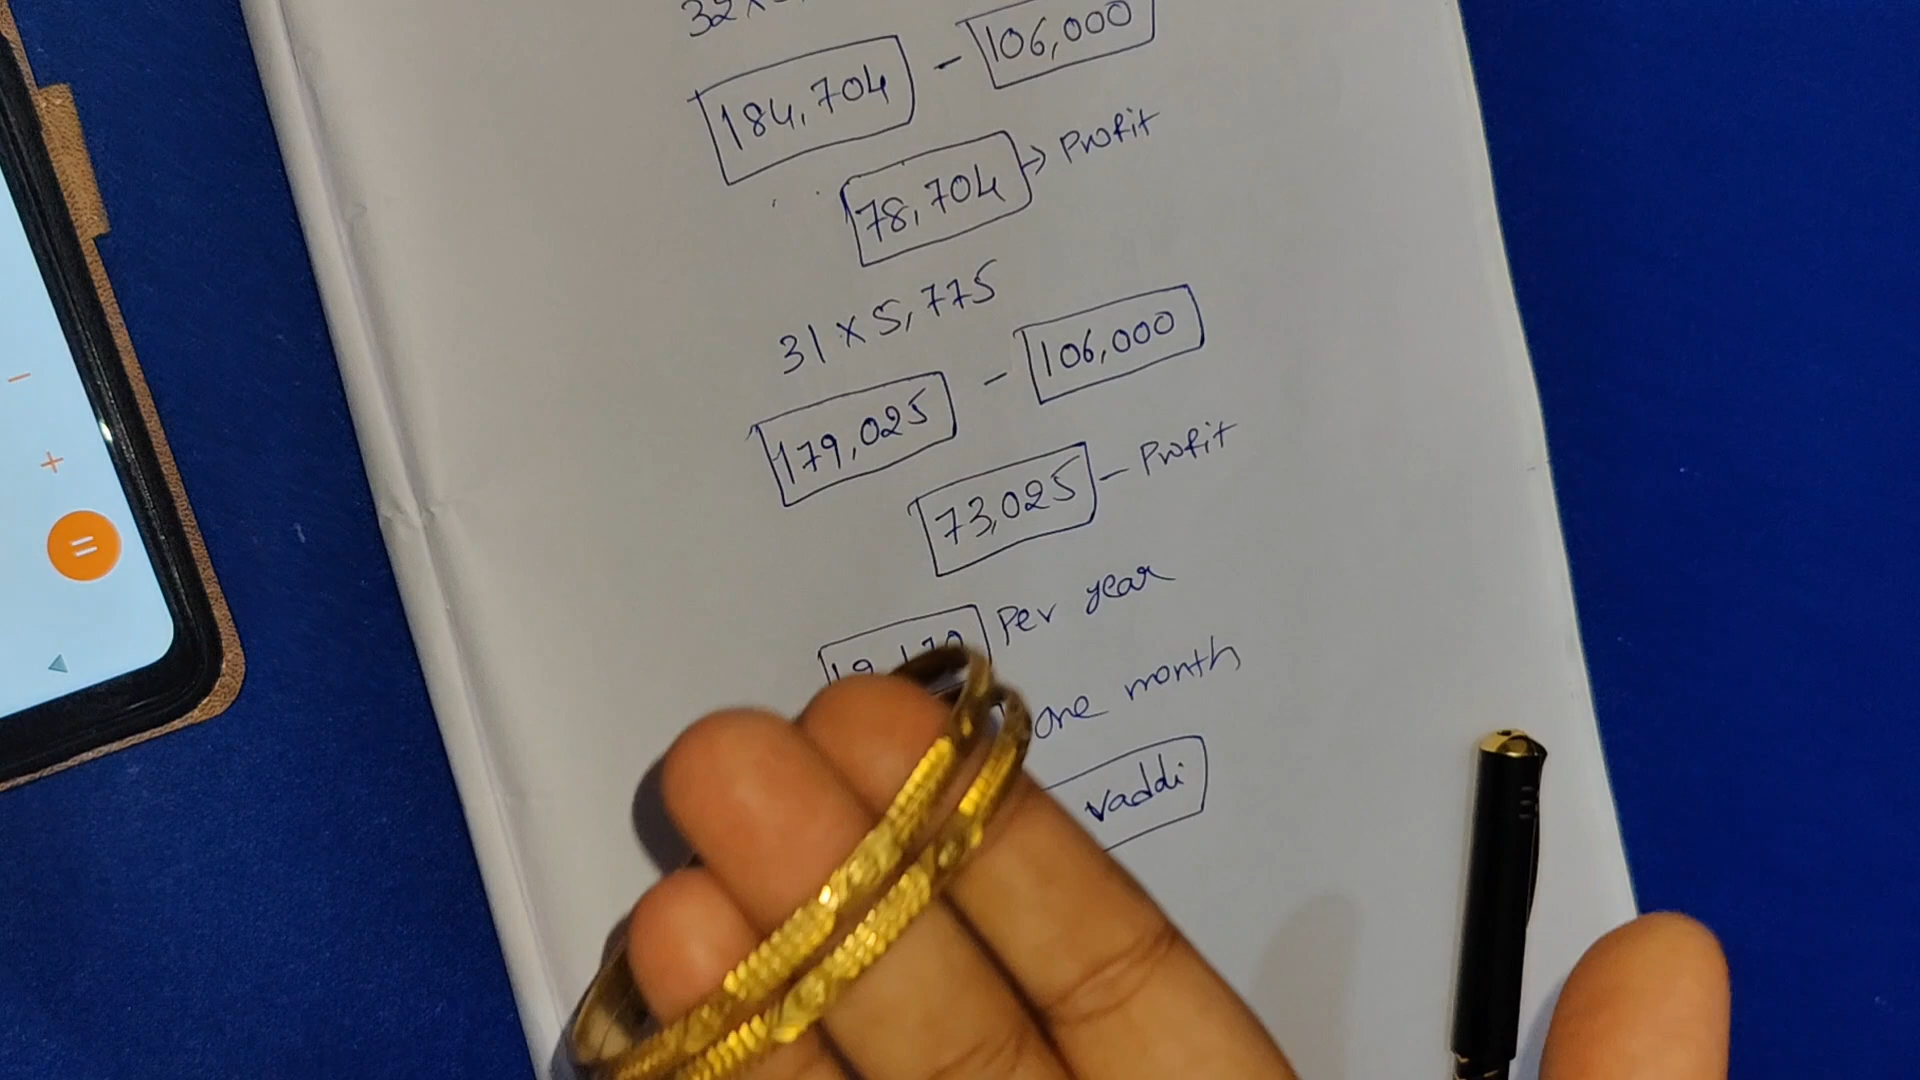 184,704 - 106,000
78,704 → Profit
31 x 5,775
179,025 - 106,000
73,025 - Profit
Per year
one month
vaddi